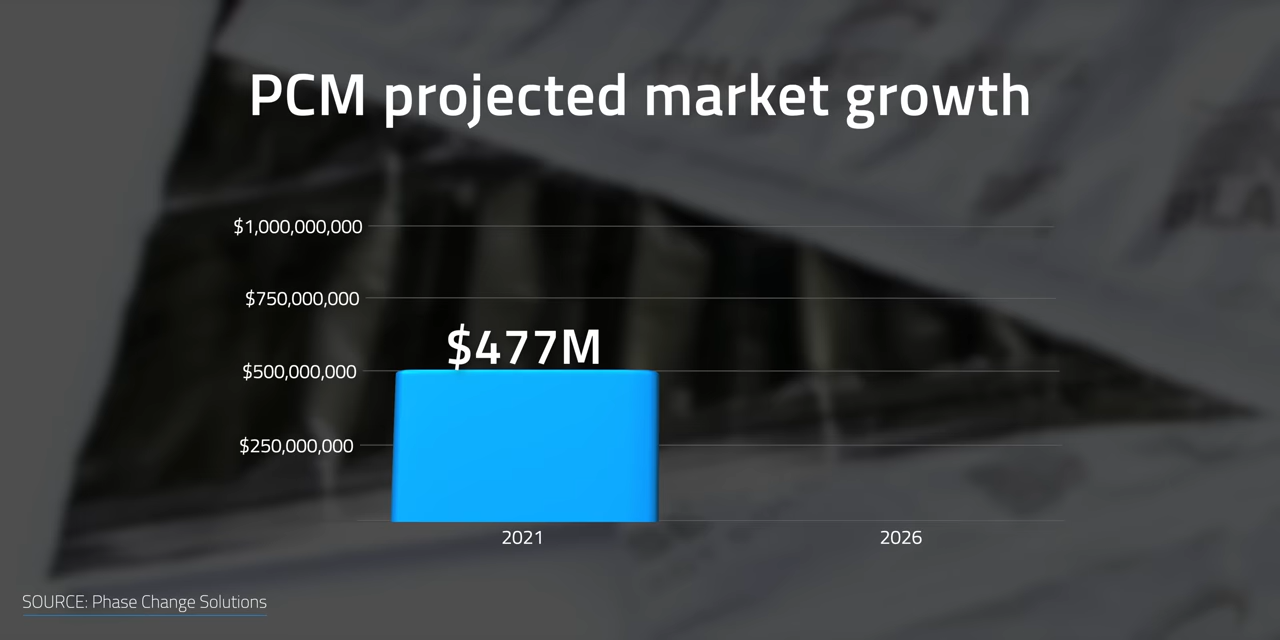 PCM projected market growth
$1,000,000,000
$750,000,000
$477M
$500,000,000
$250,000,000
2021 2026
SOURCE: Phase Change Solutions